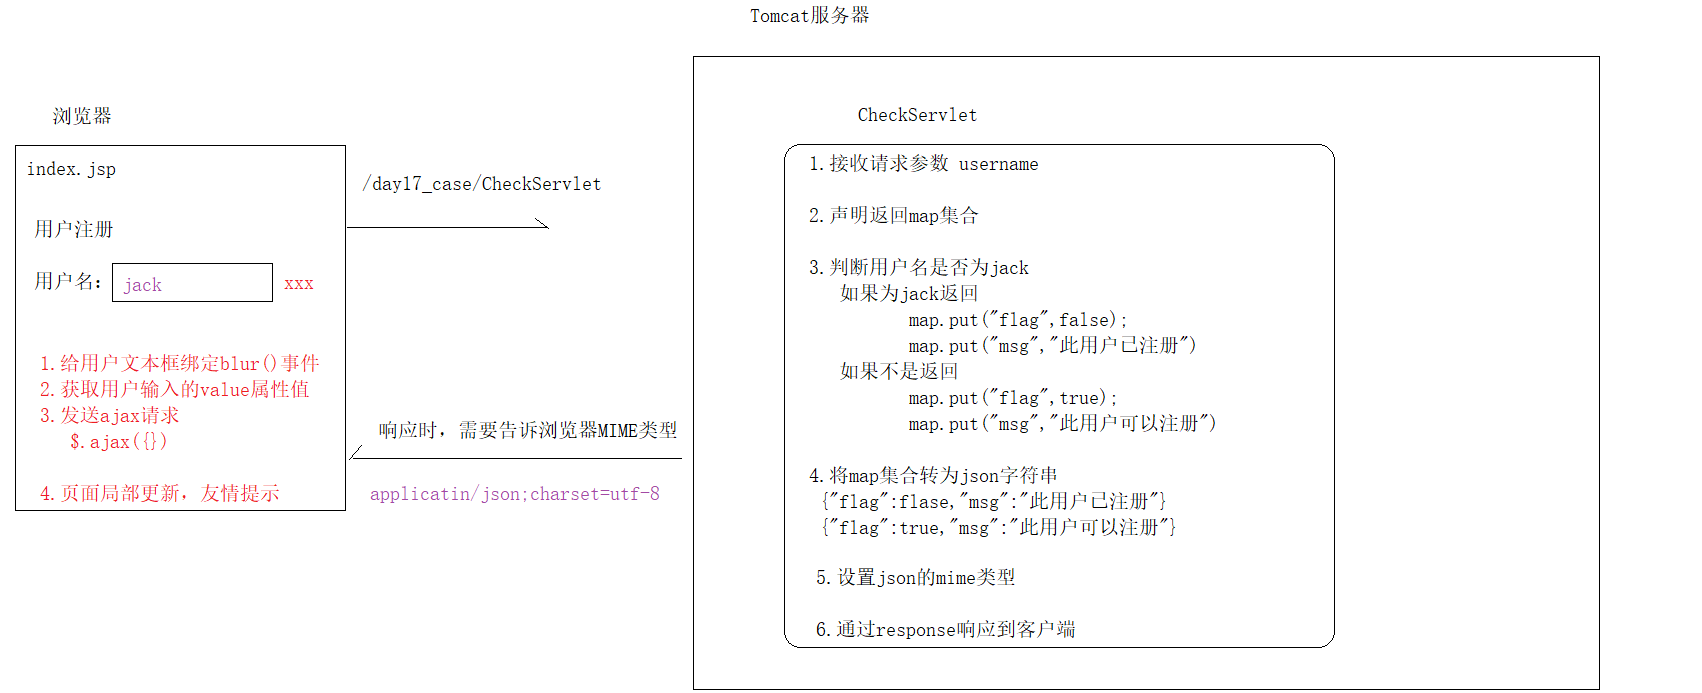 Tomcat服务器
浏览器
index.jsp
用户注册
用户名：
jack
xxx
1.给用户文本框绑定blur()事件
2.获取用户输入的value属性值
3.发送ajax请求
$.ajax({})
4.页面局部更新，友情提示
/day17_case/CheckServlet
响应时，需要告诉浏览器MIME类型
applicatin/json;charset=utf-8
CheckServlet
1.接收请求参数 username
2.声明返回map集合
3.判断用户名是否为jack
如果为jack返回
map.put("flag",false);
map.put("msg","此用户已注册")
如果不是返回
map.put("flag",true);
map.put("msg","此用户可以注册")
4.将map集合转为json字符串
{"flag":flase,"msg":"此用户已注册"}
{"flag":true,"msg":"此用户可以注册"}
5.设置json的mime类型
6.通过response响应到客户端